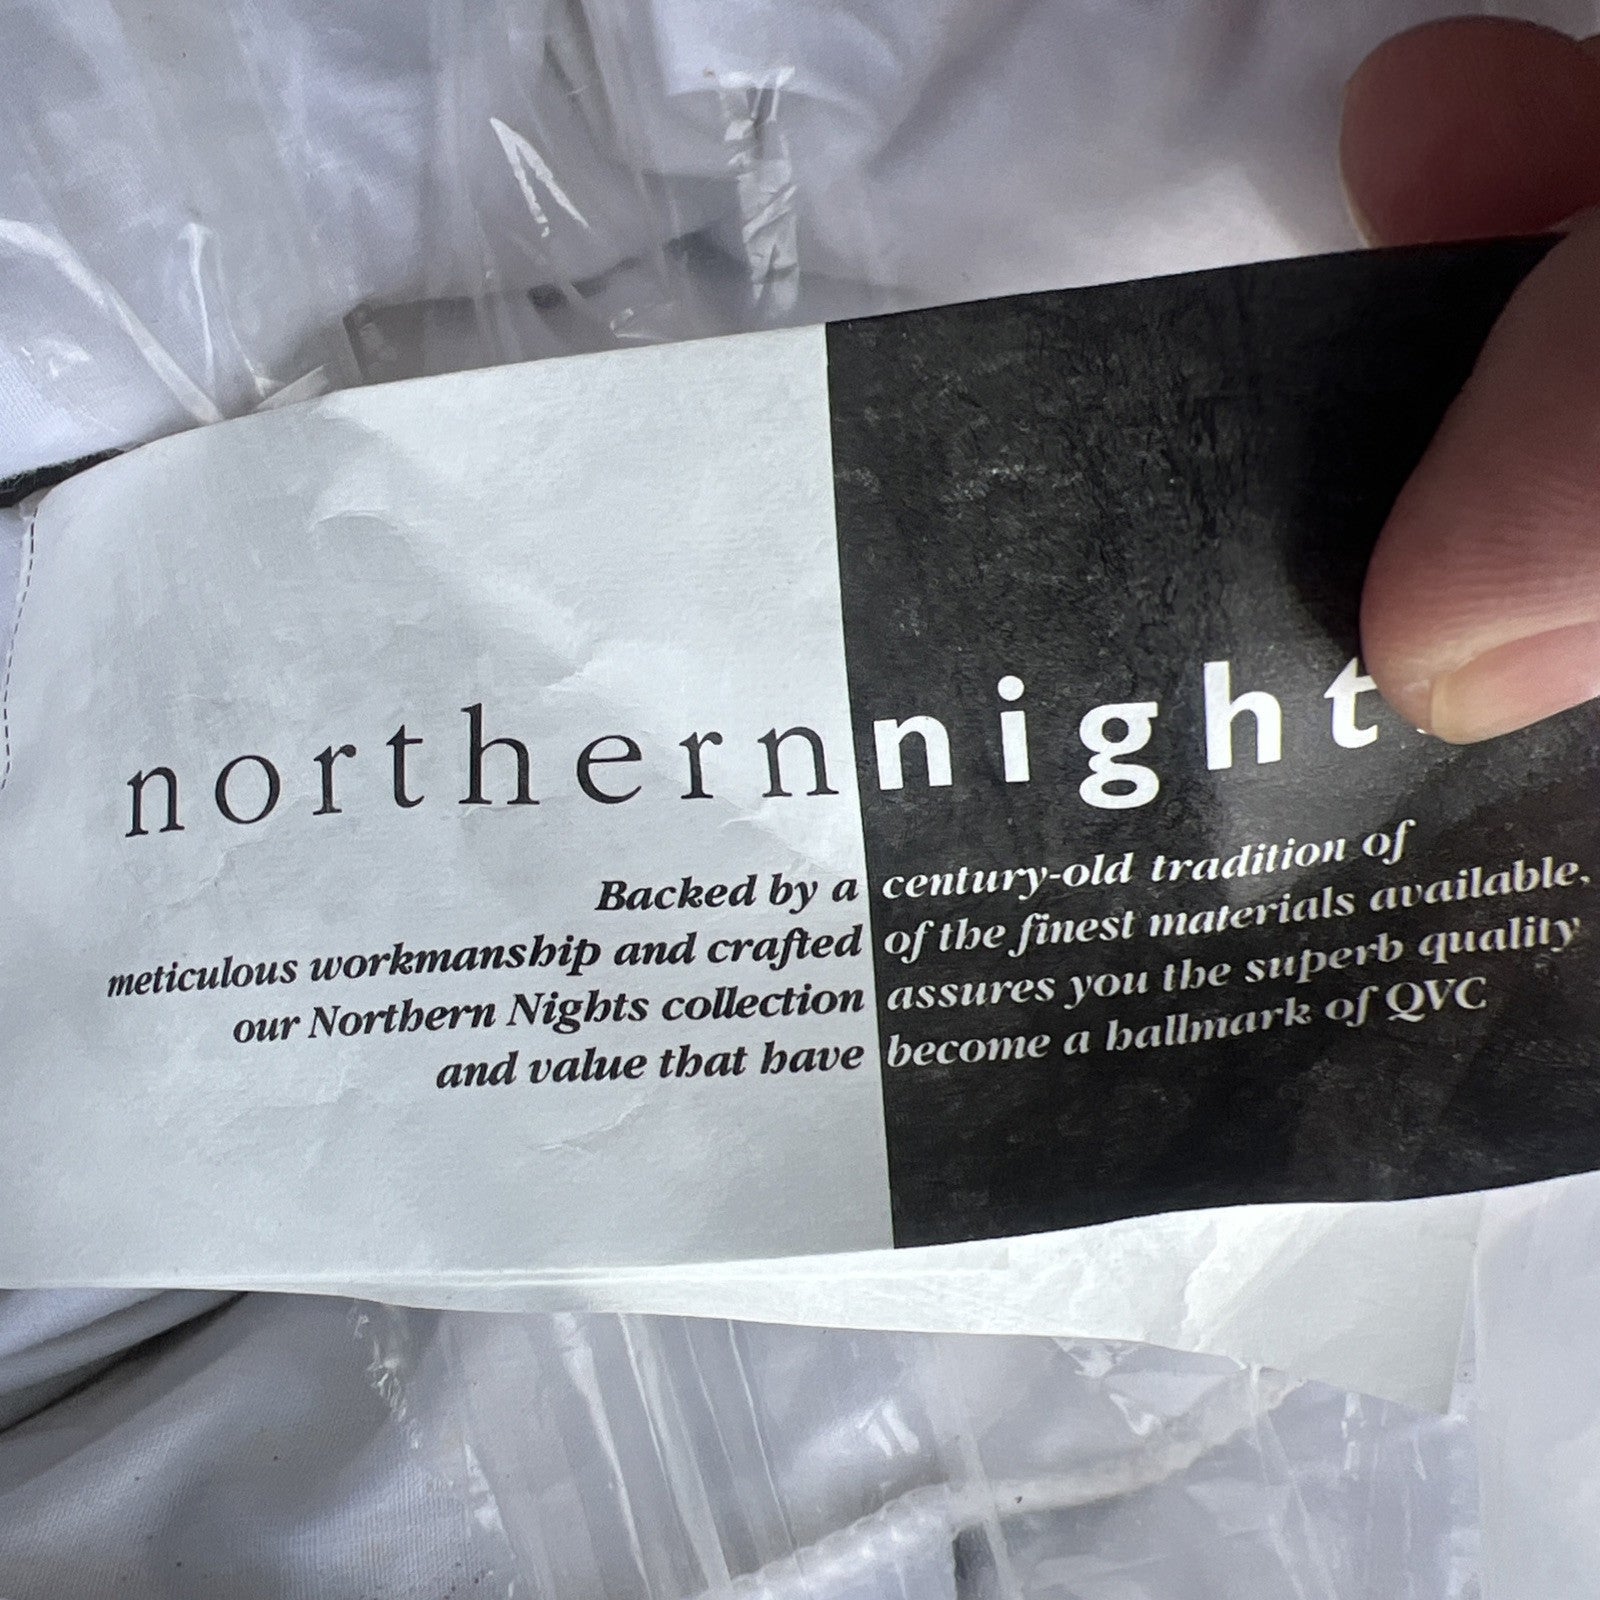 northernnight
Backed by a century-old tradition of
meticulous workmanship and crafted of the finest materials available,
our Northern Nights collection assures you the superb quality
and value that have become a hallmark of QVC